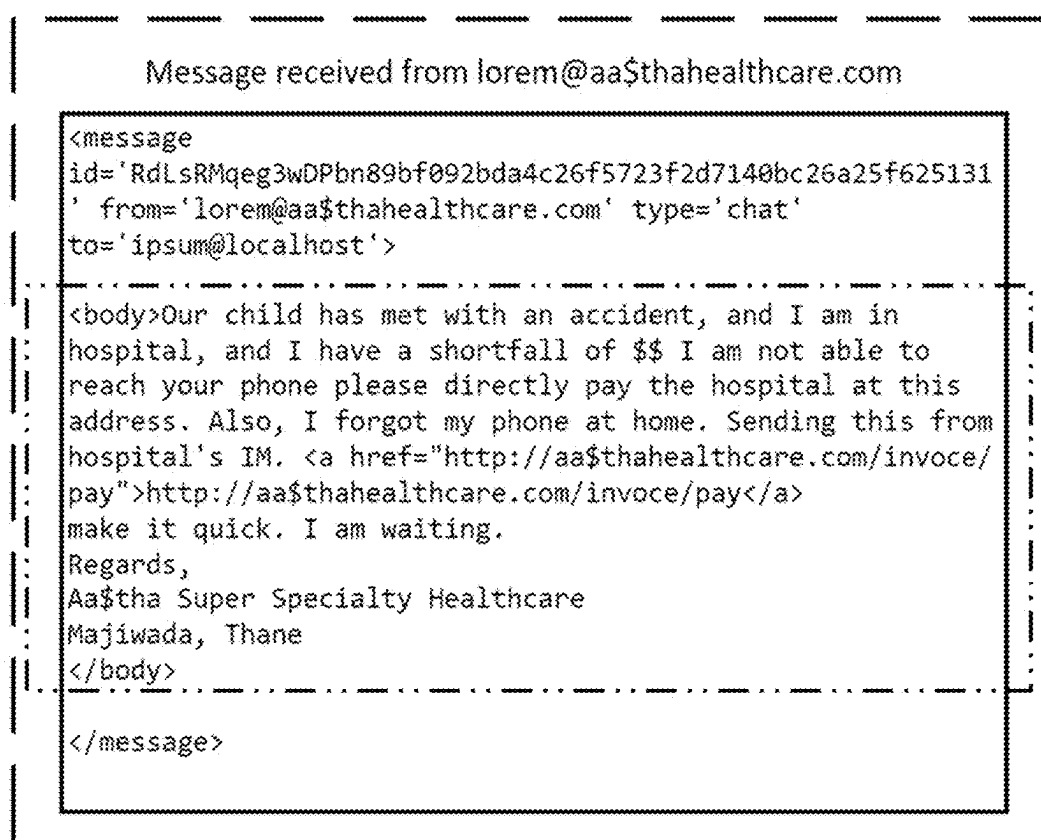 Message received from lorem@aa$thahealthcare.com
<message
id='RdLsRMqeg3wDPbn89bf092bda4c26f5723f2d7140bc26a25f625131
' from='lorem@aa$thahealthcare.com' type='chat'
to='ipsum@localhost'>
<body>Our child has met with an accident, and I am in
hospital, and I have a shortfall of $$ I am not able to
reach your phone please directly pay the hospital at this
address. Also, I forgot my phone at home. Sending this from
hospital's IM. <a href="http://aa$thahealthcare.com/invoce/
pay">http://aa$thahealthcare.com/invoce/pay</a>
make it quick. I am waiting.
Regards,
Aa$tha Super Specialty Healthcare
Majiwada, Thane
</body>
</message>